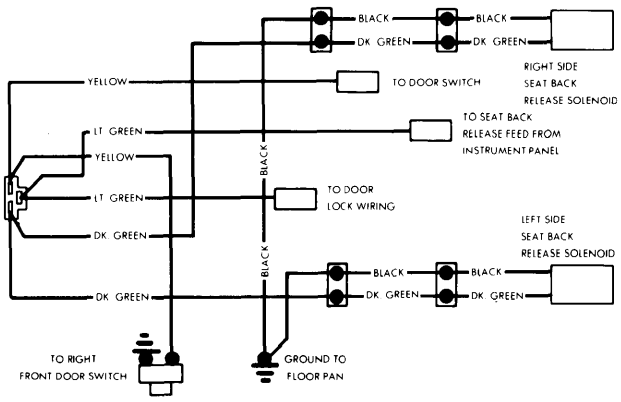 BLACK BLACK
DK. GREEN DK. GREEN
RIGHT SIDE
SEAT BACK
RELEASE SOLENOID
YELLOW
TO DOOR SWITCH
LT GREEN
TO SEAT BACK
RELEASE FEED FROM
INSTRUMENT PANEL
YELLOW
BLACK
LT GREEN
TO DOOR
LOCK WIRING
DK. GREEN
BLACK
LEFT SIDE
SEAT BACK
RELEASE SOLENOID
BLACK BLACK
DK GREEN
DK. GREEN DK. GREEN
TO RIGHT
FRONT DOOR SWITCH
GROUND TO
FLOOR PAN